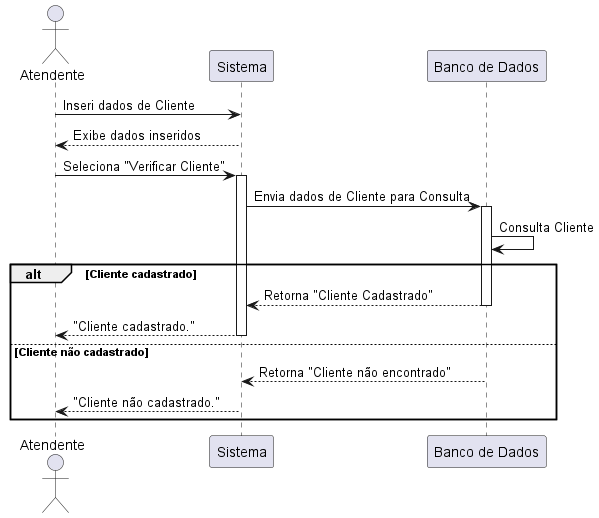 Atendente
Sistema
Banco de Dados
Inseri dados de Cliente
Exibe dados inseridos
Seleciona "Verificar Cliente"
Envia dados de Cliente para Consulta
Consulta Cliente
alt
[Cliente cadastrado]
Retorna "Cliente Cadastrado"
"Cliente cadastrado."
[Cliente não cadastrado]
Retorna "Cliente não encontrado"
"Cliente não cadastrado."
Atendente
Sistema
Banco de Dados